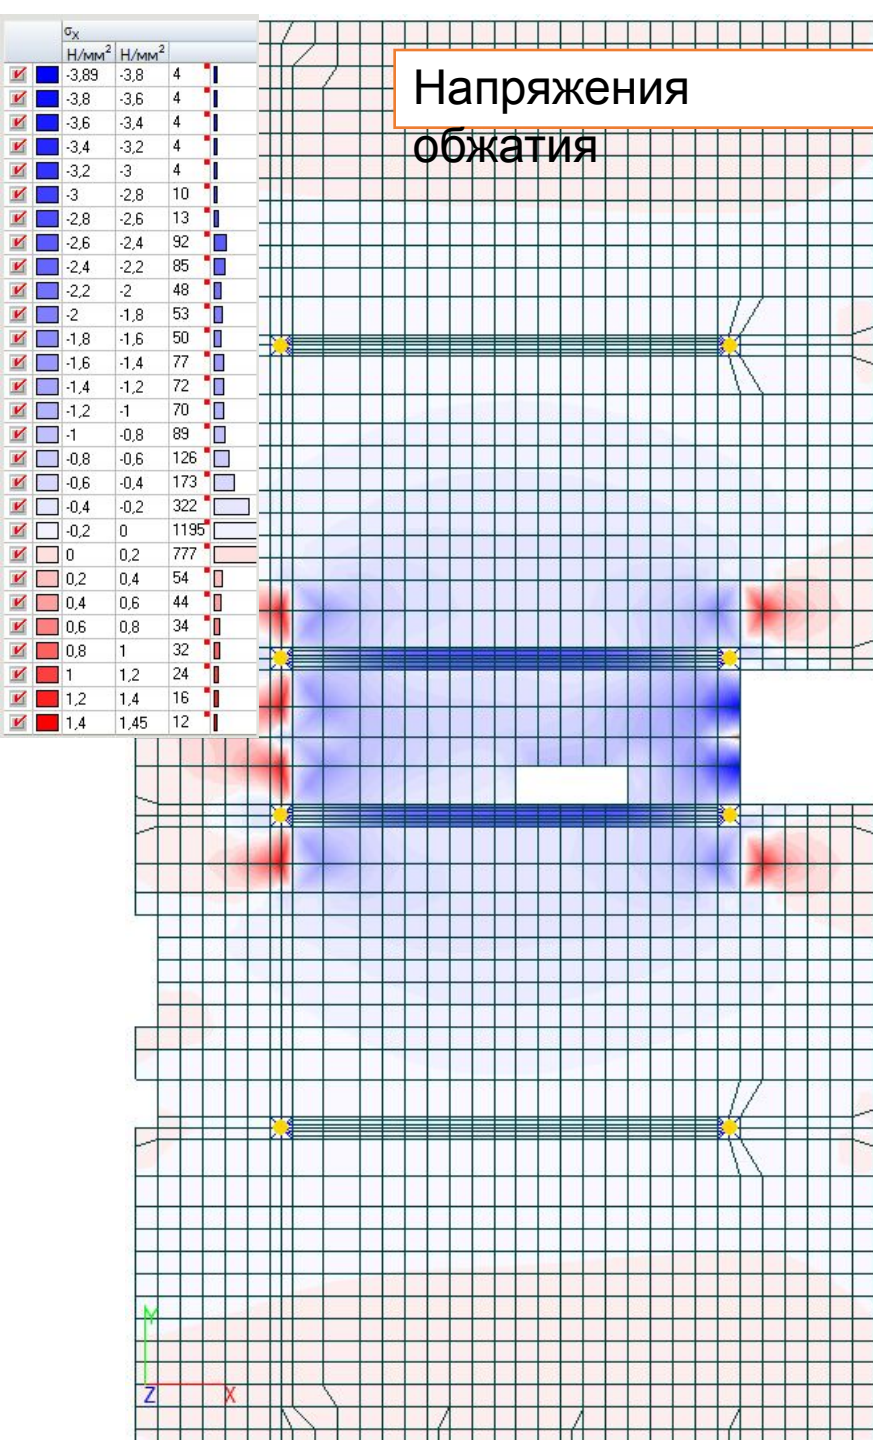 σX
Н/мм2 Н/мм2
-3,89 -3,8 4
-3,8 -3,6 4
-3,6 -3,4 4
-3,4 -3,2 4
-3,2 -3 4
-3 -2,8 10
-2,8 -2,6 13
-2,6 -2,4 92
-2,4 -2,2 85
-2,2 -2 48
-2 -1,8 53
-1,8 -1,6 50
-1,6 -1,4 77
-1,4 -1,2 72
-1,2 -1 70
-1 -0,8 89
-0,8 -0,6 126
-0,6 -0,4 173
-0,4 -0,2 322
-0,2 0 1195
0 0,2 777
0,2 0,4 54
0,4 0,6 44
0,6 0,8 34
0,8 1 32
1 1,2 24
1,2 1,4 16
1,4 1,45 12
Напряжения
обжатия
Y
Z X